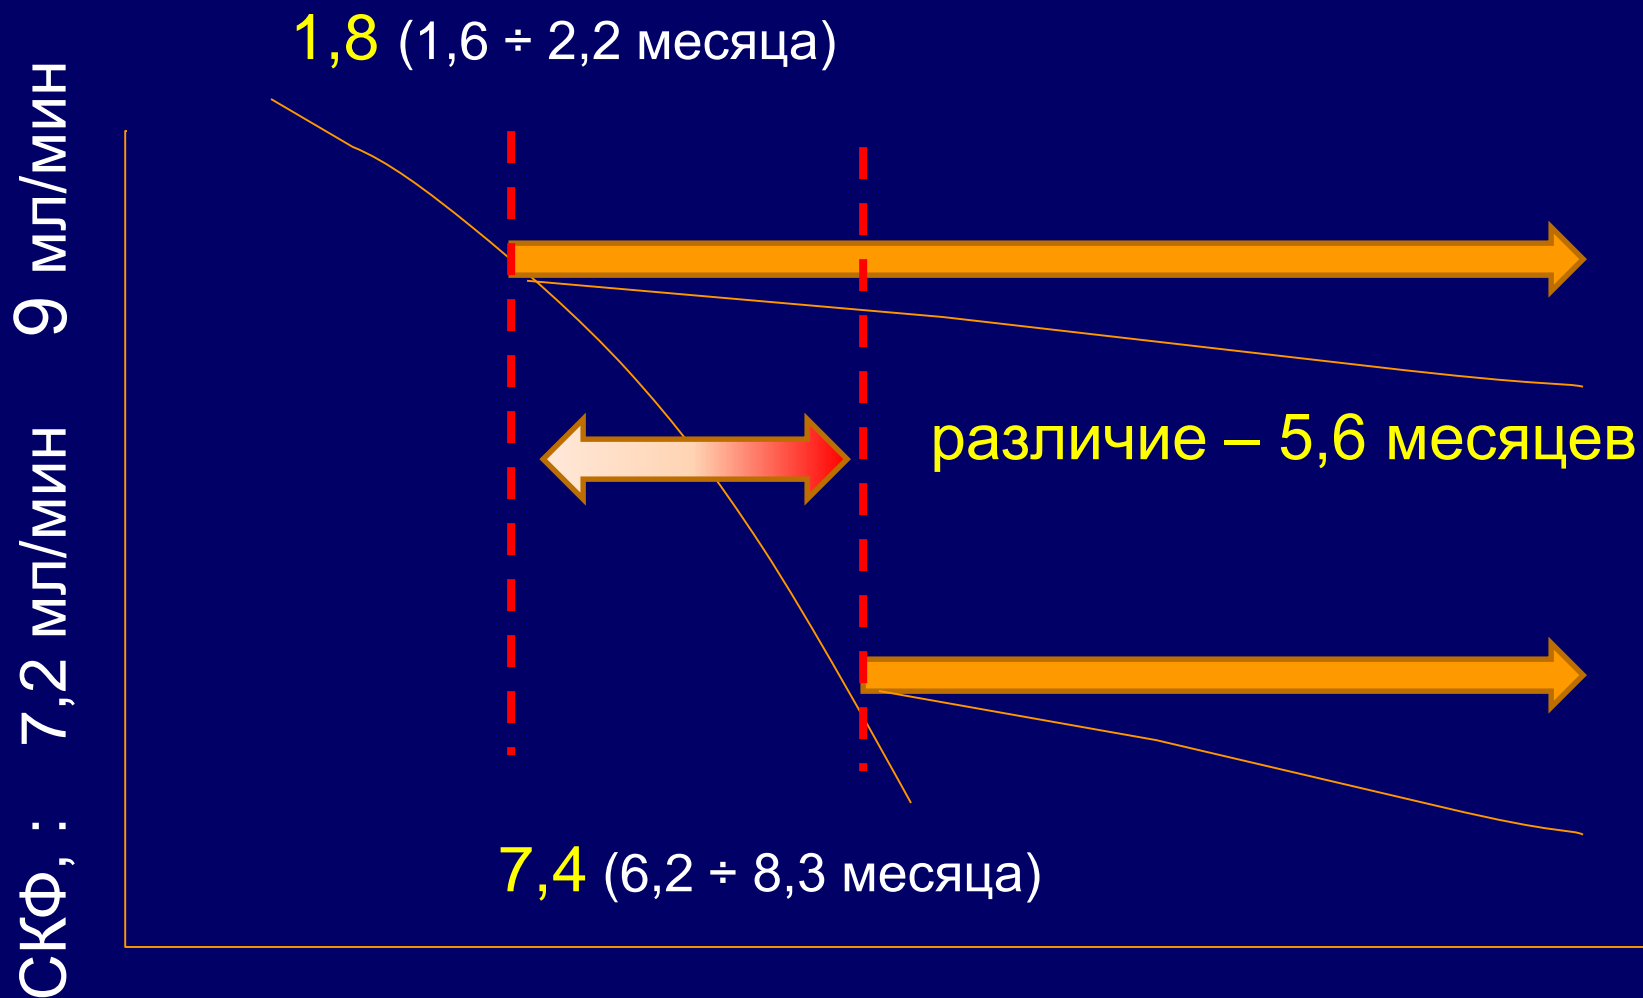 1,8 (1,6 ÷ 2,2 месяца)
СКФ, : 7,2 мл/мин 9 мл/мин
различие – 5,6 месяцев
7,4 (6,2 ÷ 8,3 месяца)